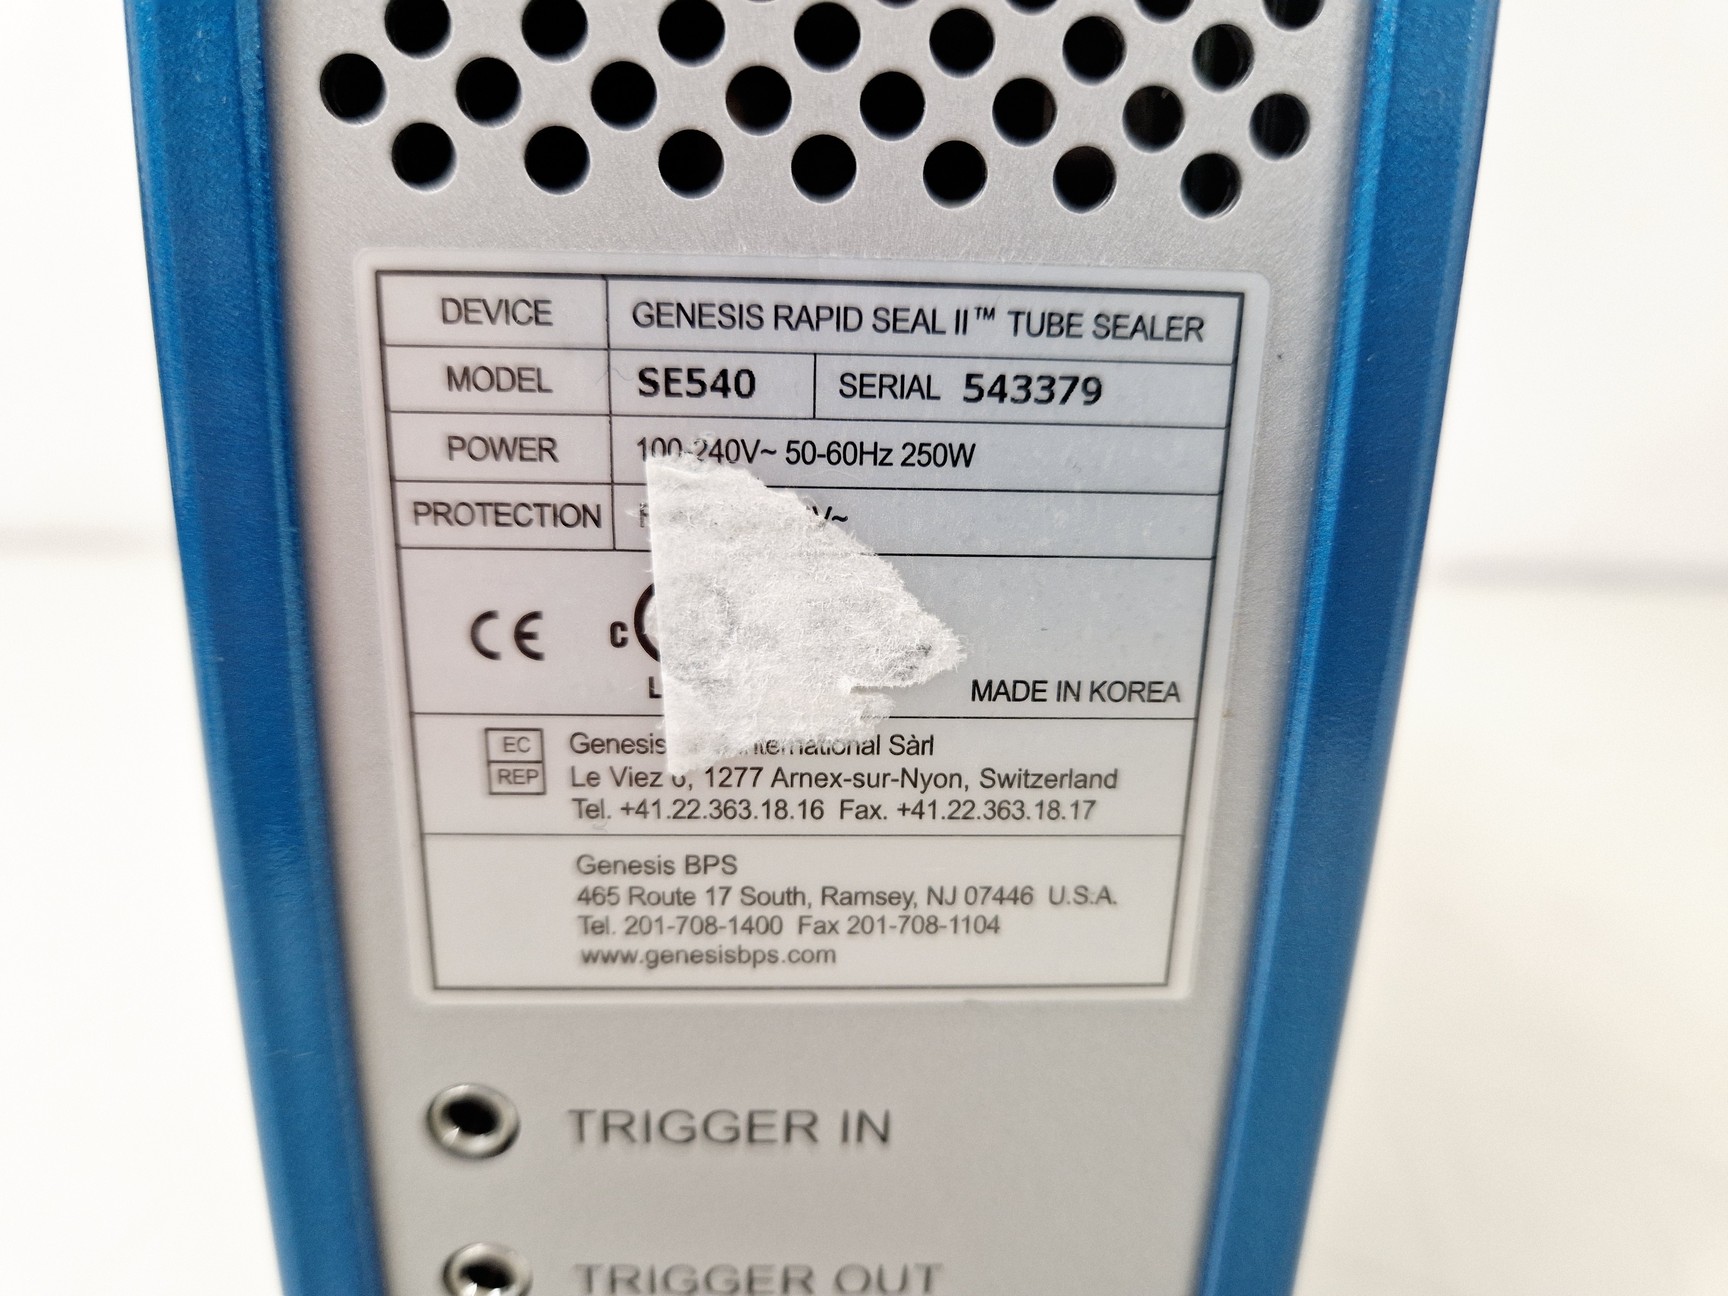 DEVICE GENESIS RAPID SEAL II™ TUBE SEALER
MODEL SE540 SERIAL 543379
POWER 100-240V~ 50-60Hz 250W
PROTECTION V~
CE C
MADE IN KOREA
EC Genesis International Sàrl
REP Le Viez 6, 1277 Arnex-sur-Nyon, Switzerland
Tel. +41.22.363.18.16 Fax. +41.22.363.18.17
Genesis BPS
465 Route 17 South, Ramsey, NJ 07446 U.S.A.
Tel. 201-708-1400 Fax 201-708-1104
www.genesisbps.com
TRIGGER IN
TRIGGER OUT